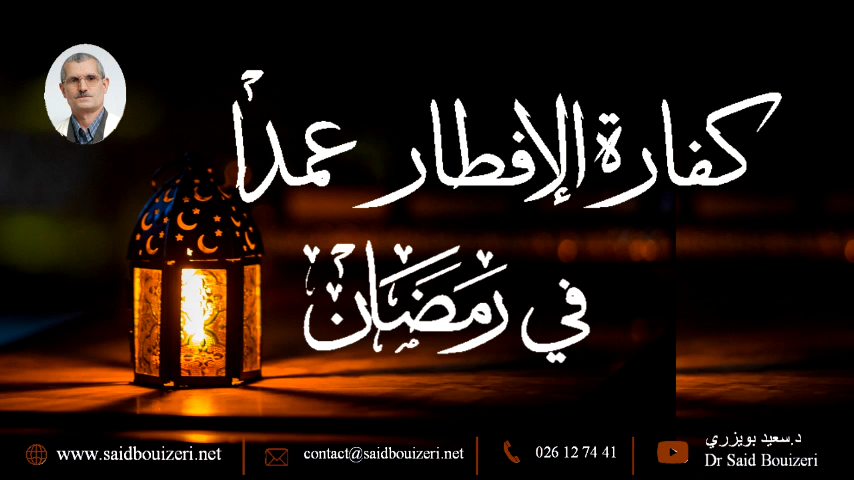 كفارة الإفطار عمداً
في رمضان
www.saidbouizeri.net
contact@saidbouizeri.net
026 12 74 41
د.سعيد بويزري
Dr Said Bouizeri